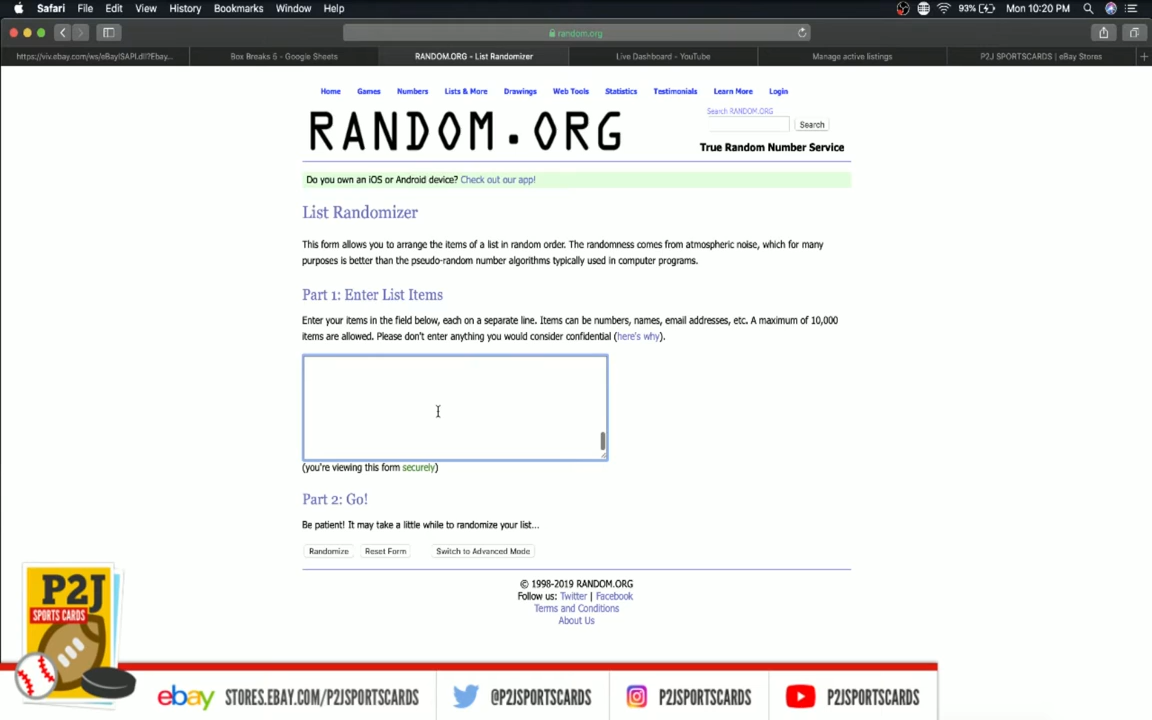 Safari File Edit View History Bookmarks Window Help 93% Mon 10:20 PM
random.org
https://viv.ebay.com/ws/eBayISAPI.dll?Ebay... Box Breaks 5 - Google Sheets RANDOM.ORG - List Randomizer Live Dashboard - YouTube Manage active listings P2J SPORTSCARDS | eBay Stores
Home Games Numbers Lists & More Drawings Web Tools Statistics Testimonials Learn More Login
Search RANDOM.ORG
Search
RANDOM.ORG
True Random Number Service
Do you own an iOS or Android device? Check out our app!
List Randomizer
This form allows you to arrange the items of a list in random order. The randomness comes from atmospheric noise, which for many
purposes is better than the pseudo-random number algorithms typically used in computer programs.
Part 1: Enter List Items
Enter your items in the field below, each on a separate line. Items can be numbers, names, email addresses, etc. A maximum of 10,000
items are allowed. Please don't enter anything you would consider confidential (here's why).
(you're viewing this form securely)
Part 2: Go!
Be patient! It may take a little while to randomize your list...
Randomize Reset Form Switch to Advanced Mode
© 1998-2019 RANDOM.ORG
Follow us: Twitter | Facebook
Terms and Conditions
About Us
P2J
SPORTS CARDS
ebay STORES.EBAY.COM/P2JSPORTSCARDS @P2JSPORTSCARDS P2JSPORTSCARDS P2JSPORTSCARDS